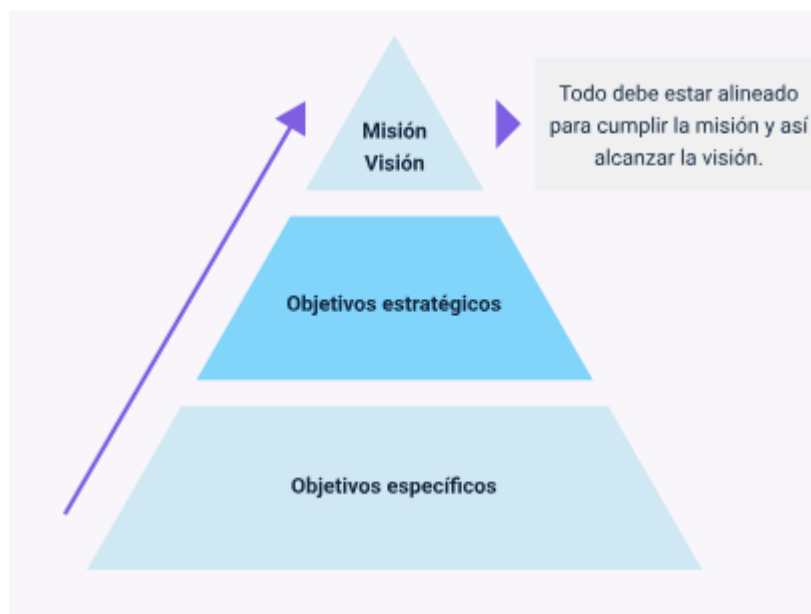 Misión
Visión
Todo debe estar alineado
para cumplir la misión y así
alcanzar la visión.
Objetivos estratégicos
Objetivos específicos